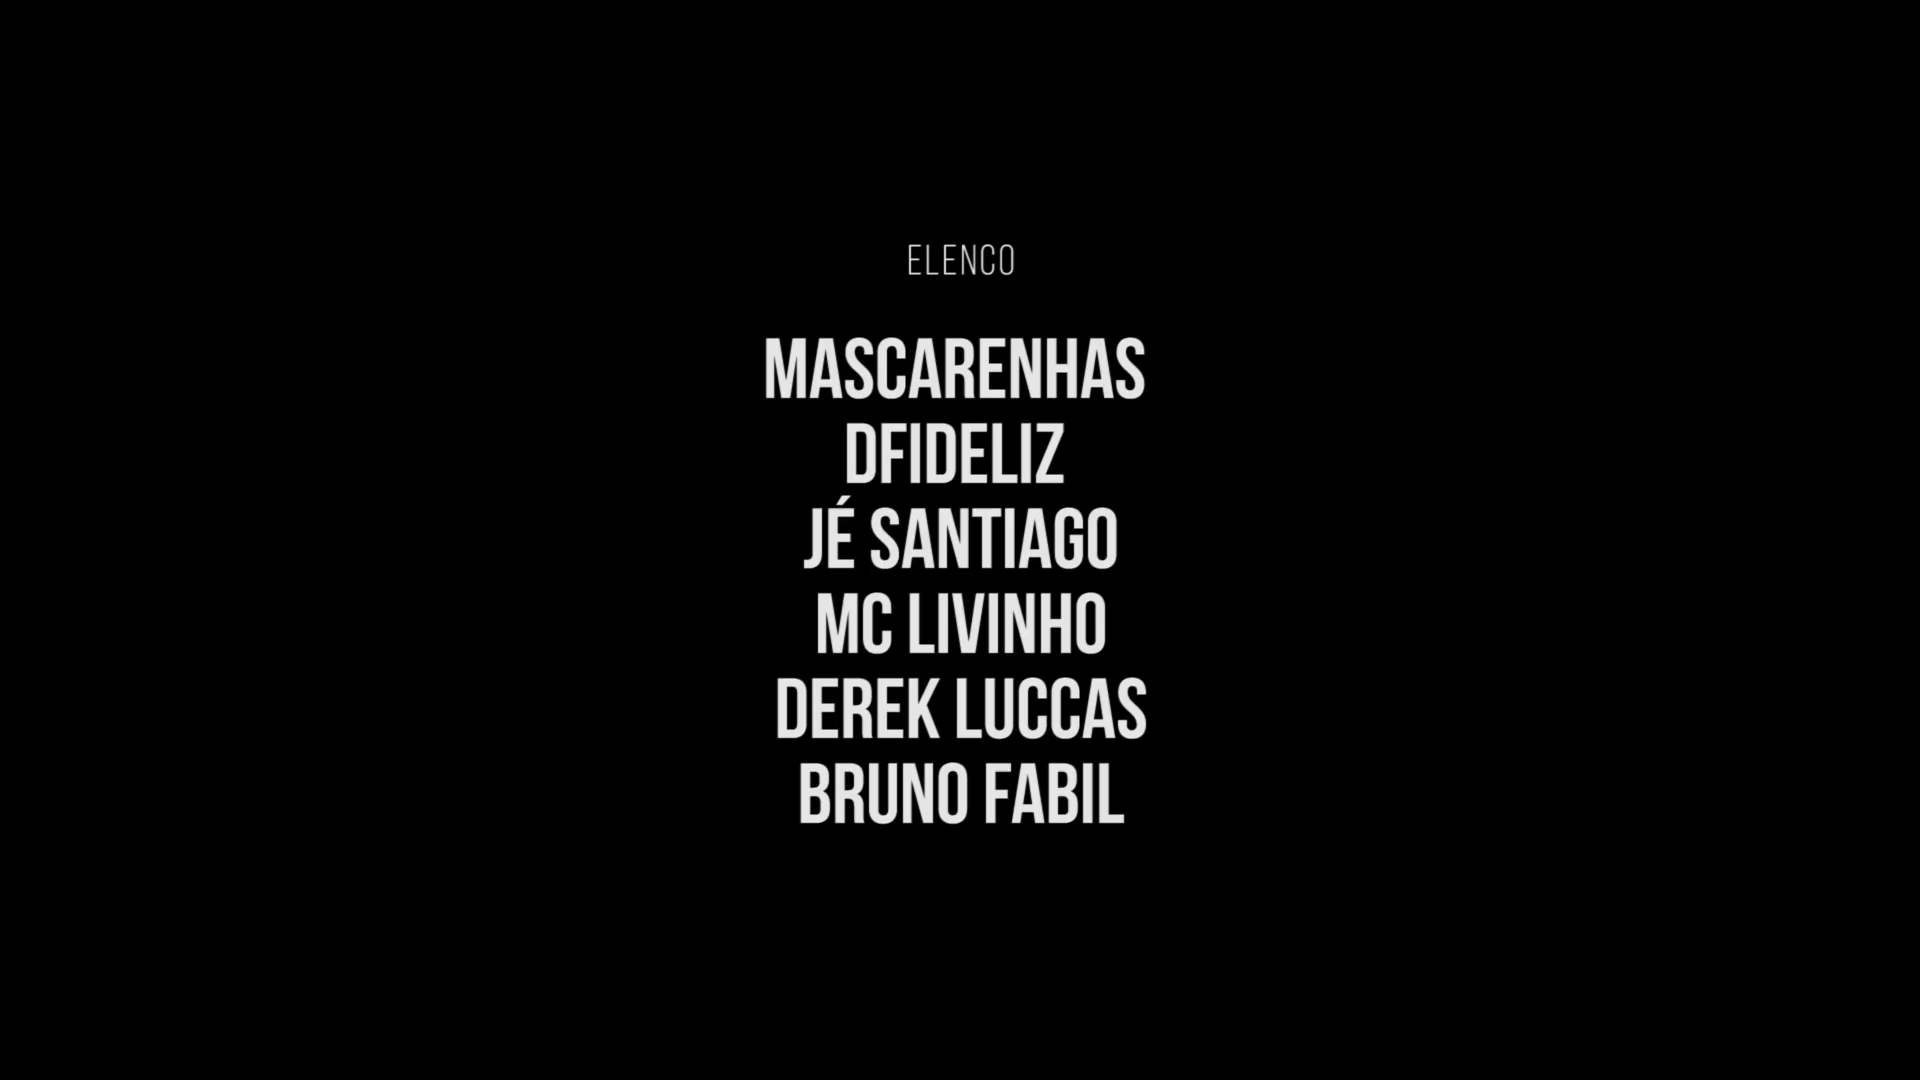 ELENCO
MASCARENHAS
DFIDELIZ
JÉ SANTIAGO
MC LIVINHO
DEREK LUCCAS
BRUNO FABIL